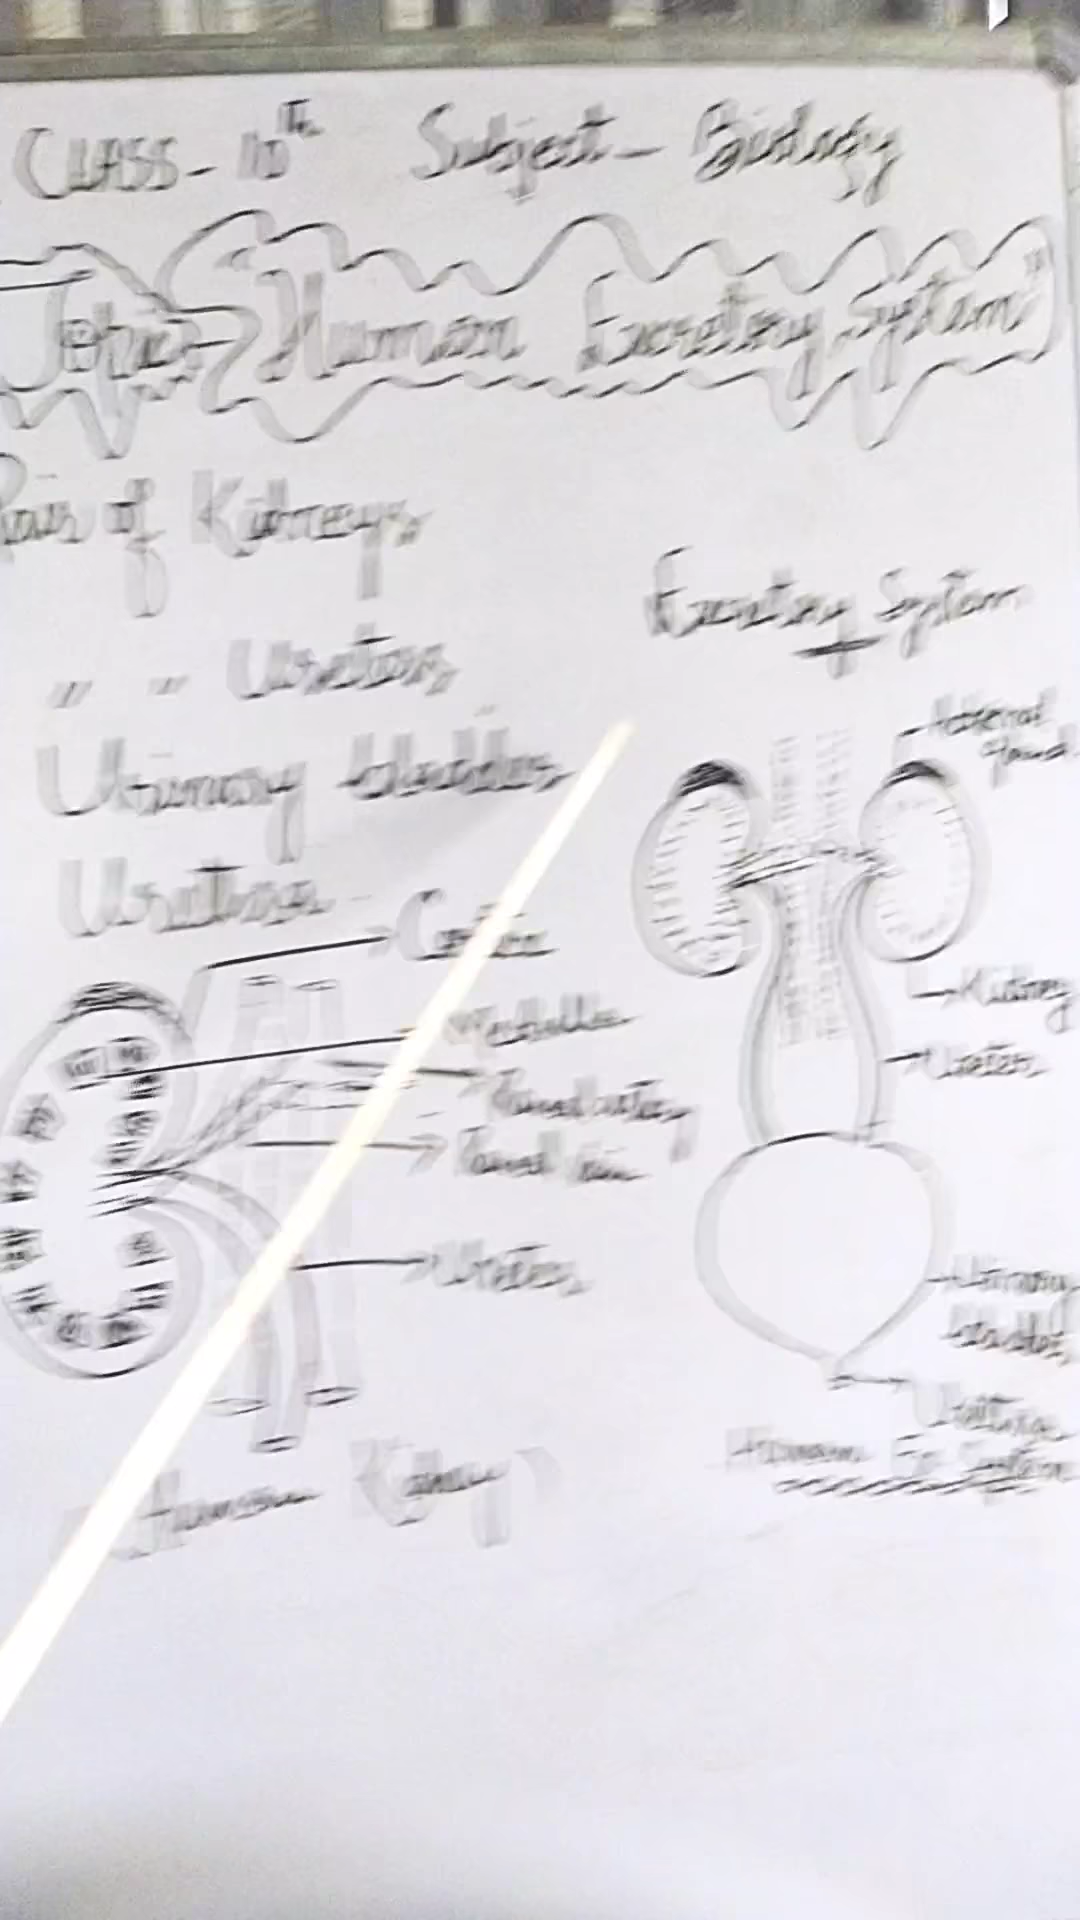 CLASS - 10th Subject - Biology
Topic - "Human Excretory System"
Pair of Kidneys.
" " Ureters
Urinary bladder
Urethra
Cortex
Medulla
Renal artery
Renal Vein
Ureter
Human Kidney
Excretory System
Adrenal
gland
Kidney
Ureter
Urinary
bladder
Urethra
Human Ex. System